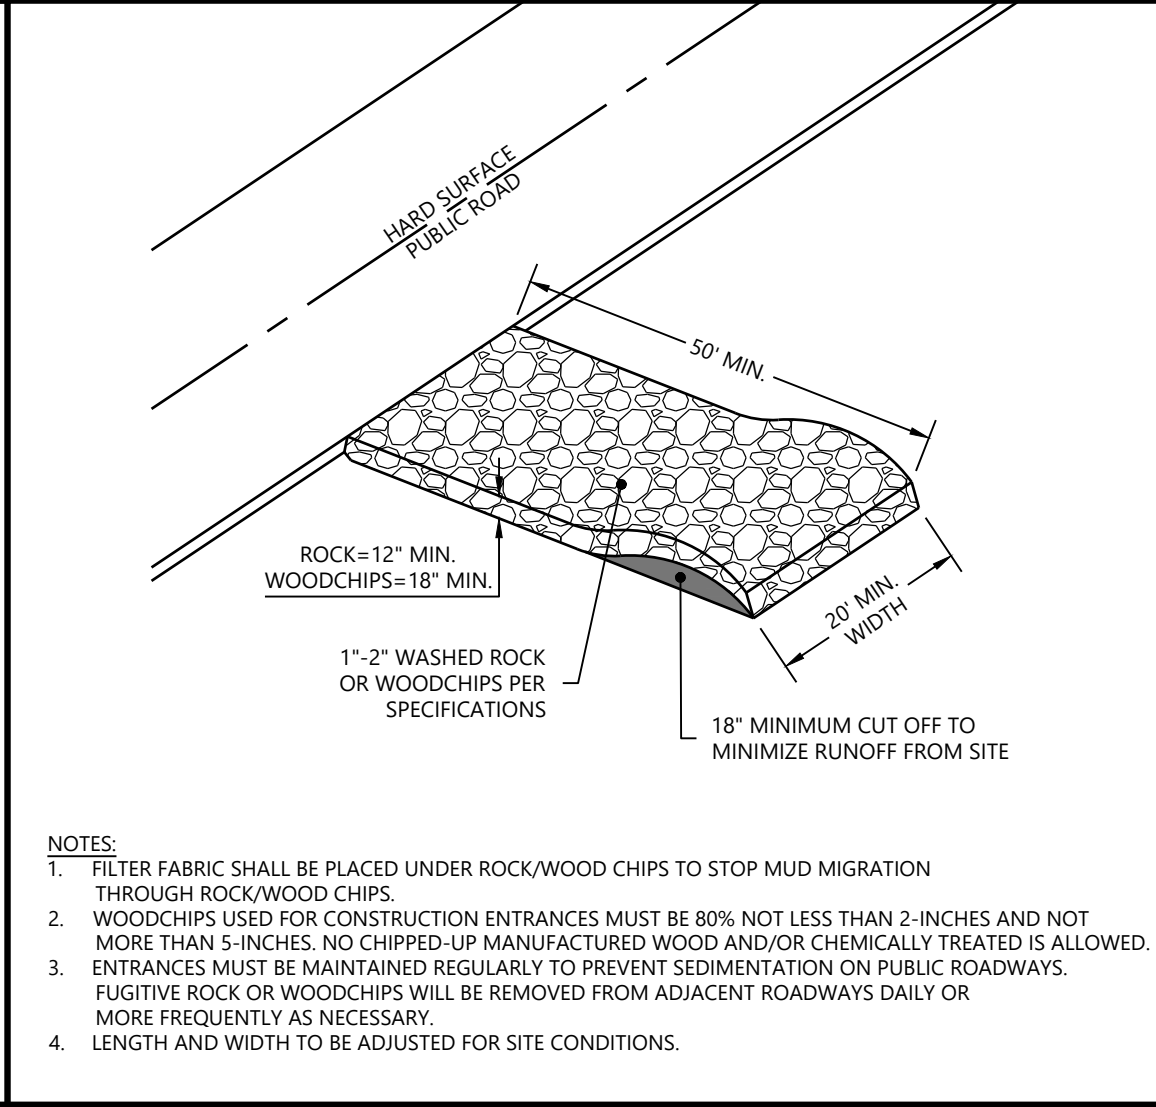 HARD SURFACE
PUBLIC ROAD
50' MIN.
ROCK=12" MIN.
WOODCHIPS=18" MIN.
20' MIN.
WIDTH
1"-2" WASHED ROCK
OR WOODCHIPS PER
SPECIFICATIONS
18" MINIMUM CUT OFF TO
MINIMIZE RUNOFF FROM SITE
NOTES:
1. FILTER FABRIC SHALL BE PLACED UNDER ROCK/WOOD CHIPS TO STOP MUD MIGRATION
THROUGH ROCK/WOOD CHIPS.
2. WOODCHIPS USED FOR CONSTRUCTION ENTRANCES MUST BE 80% NOT LESS THAN 2-INCHES AND NOT
MORE THAN 5-INCHES. NO CHIPPED-UP MANUFACTURED WOOD AND/OR CHEMICALLY TREATED IS ALLOWED.
3. ENTRANCES MUST BE MAINTAINED REGULARLY TO PREVENT SEDIMENTATION ON PUBLIC ROADWAYS.
FUGITIVE ROCK OR WOODCHIPS WILL BE REMOVED FROM ADJACENT ROADWAYS DAILY OR
MORE FREQUENTLY AS NECESSARY.
4. LENGTH AND WIDTH TO BE ADJUSTED FOR SITE CONDITIONS.